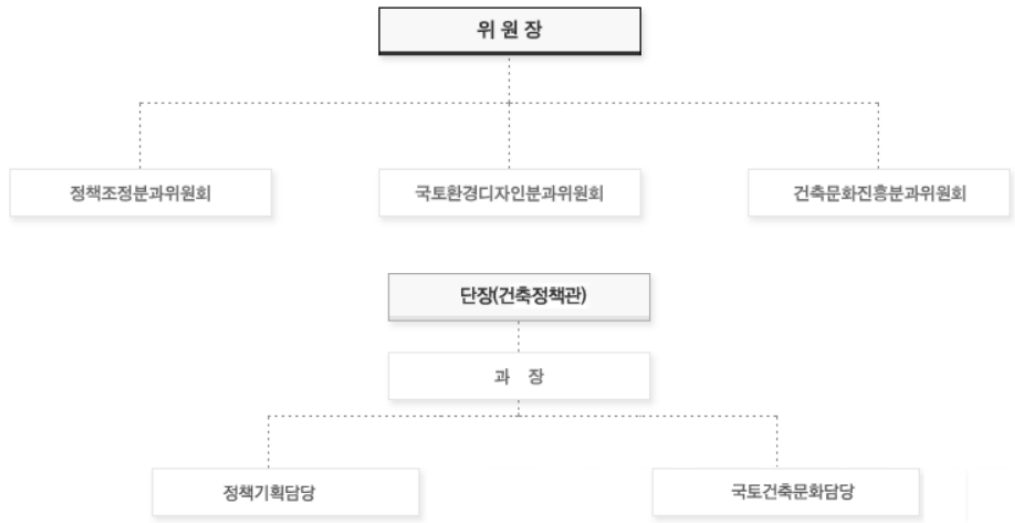 위 원 장
정책조정분과위원회
국토환경디자인분과위원회
건축문화진흥분과위원회
단장(건축정책관)
과 장
정책기획담당
국토건축문화담당